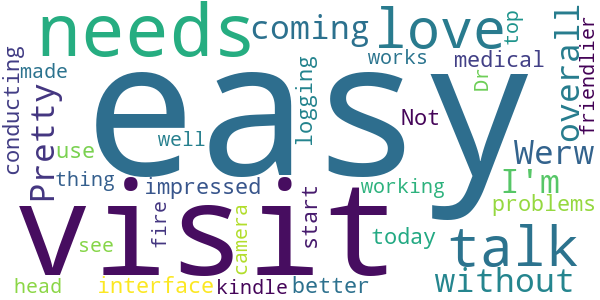 needs
coming
love
top
overall
friendlier
made
works
medical
Dr
conducting
Pretty
easy
logging
Not
well
Werw
use
thing
impressed
working
I'm
problems
visit
fire
camera
start
today
talk
see
without
head
interface
kindle
better